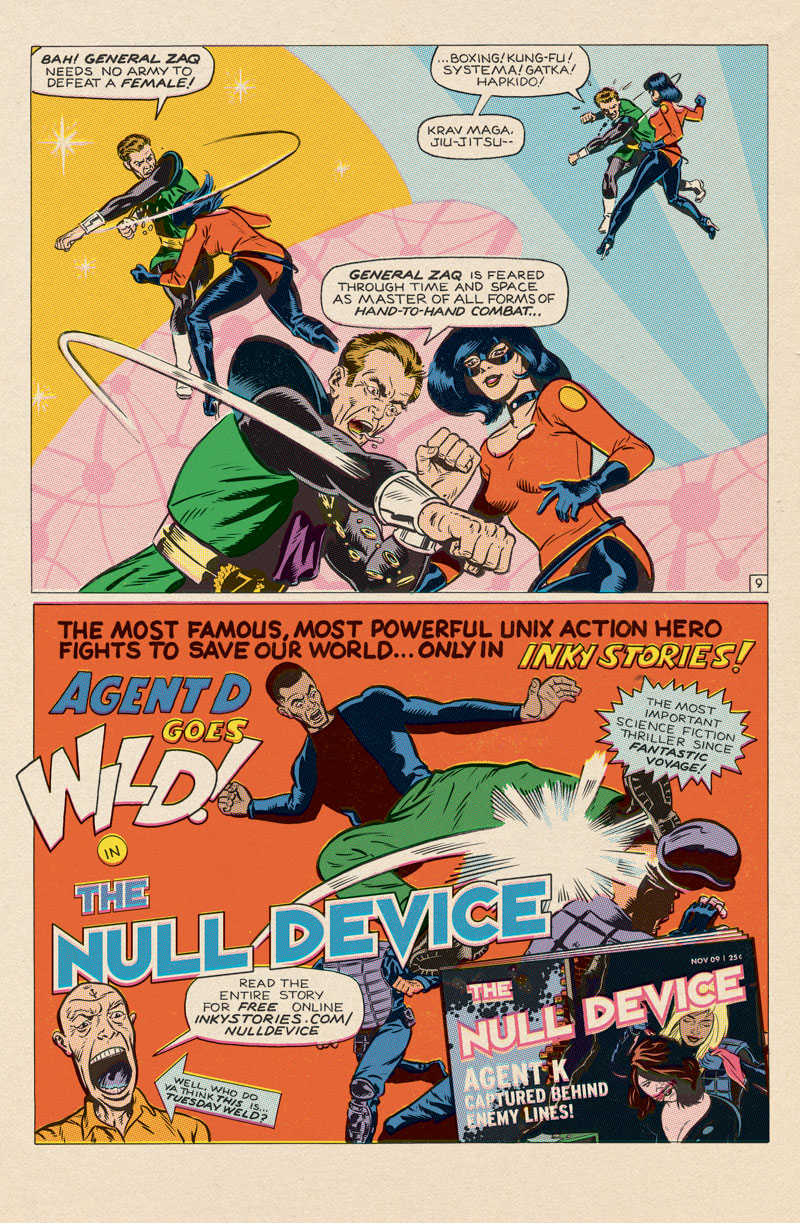 BAH! GENERAL ZAQ
NEEDS NO ARMY TO
DEFEAT A FEMALE!
GENERAL ZAQ IS FEARED
THROUGH TIME AND SPACE
AS MASTER OF ALL FORMS OF
HAND-TO-HAND COMBAT...
...BOXING! KUNG-FU!
SYSTEMA! GATKA!
HAPKIDO!
KRAV MAGA,
JIU-JITSU--
Z
9
THE MOST FAMOUS, MOST POWERFUL UNIX ACTION HERO
FIGHTS TO SAVE OUR WORLD... ONLY IN INKY STORIES!
AGENT D
GOES
WILD!
IN
THE
NULL DEVICE
THE MOST
IMPORTANT
SCIENCE FICTION
THRILLER SINCE
FANTASTIC
VOYAGE!
READ THE
ENTIRE STORY
FOR FREE ONLINE
INKYSTORIES.COM/
NULLDEVICE
WELL, WHO DO
YA THINK THIS IS...
TUESDAY WELD?
NOV 09 | 25¢
THE
NULL DEVICE
AGENT K
CAPTURED BEHIND
ENEMY LINES!